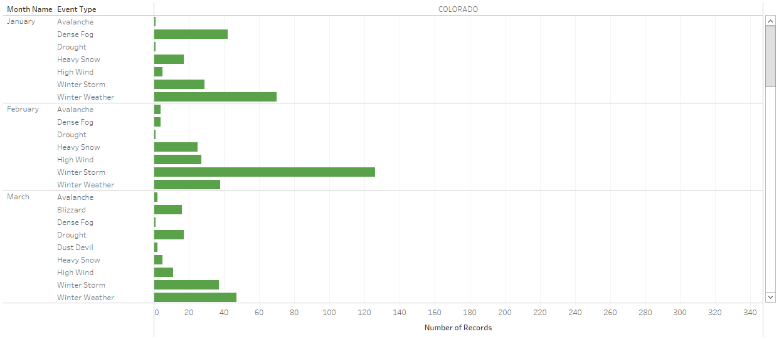 Month Name Event Type COLORADO
January Avalanche
Dense Fog
Drought
Heavy Snow
High Wind
Winter Storm
Winter Weather
February Avalanche
Dense Fog
Drought
Heavy Snow
High Wind
Winter Storm
Winter Weather
March Avalanche
Blizzard
Dense Fog
Drought
Dust Devil
Heavy Snow
High Wind
Winter Storm
Winter Weather
0 20 40 60 80 100 120 140 160 180 200 220 240 260 280 300 320 340
Number of Records